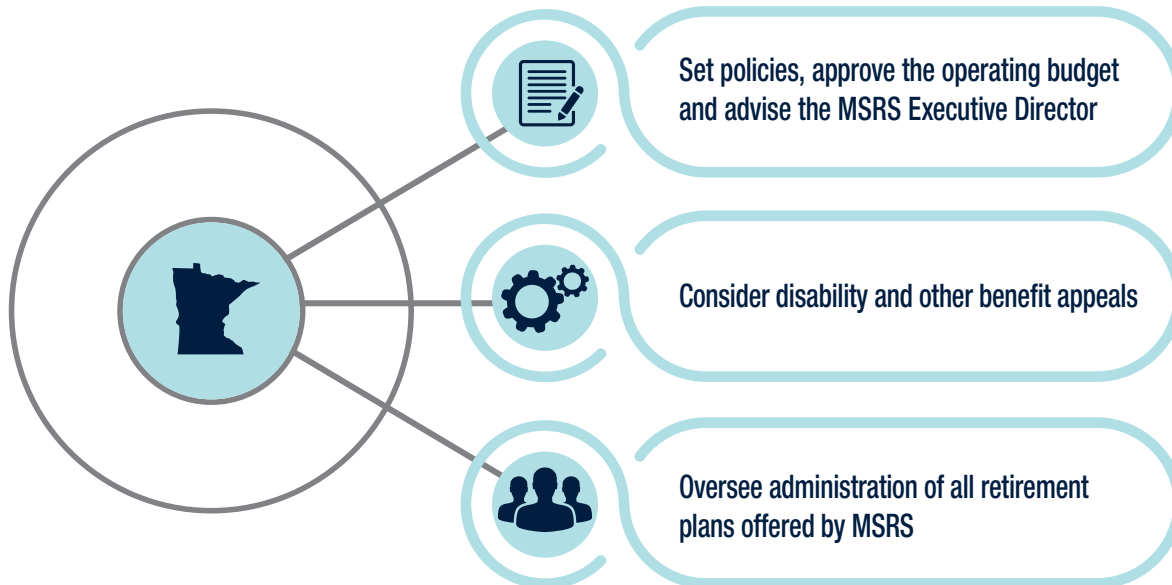 Set policies, approve the operating budget
and advise the MSRS Executive Director
Consider disability and other benefit appeals
Oversee administration of all retirement
plans offered by MSRS